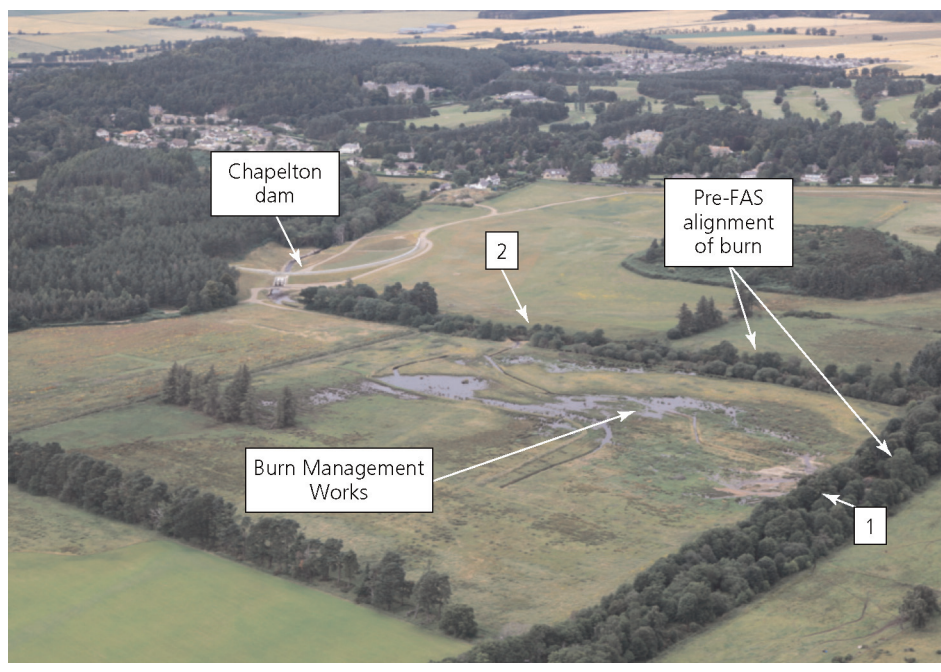 Chapelton
dam
2
Pre-FAS
alignment
of burn
Burn Management
Works
1